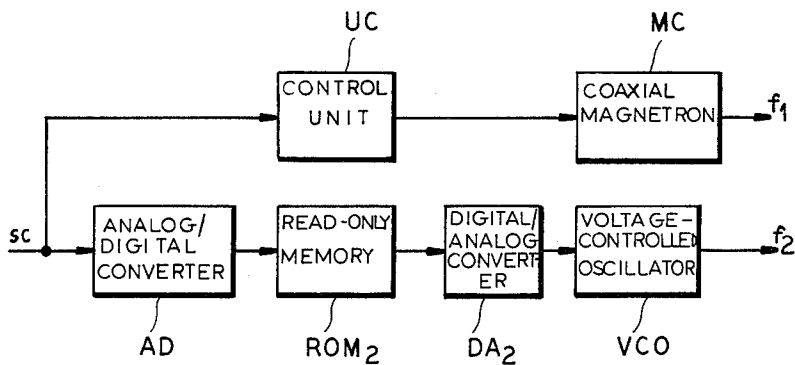 UC
MC
CONTROL
UNIT
COAXIAL
MAGNETRON
f1
sc
ANALOG/
DIGITAL
CONVERTER
READ-ONLY
MEMORY
DIGITAL/
ANALOG
CONVERT-
ER
VOLTAGE-
CONTROLLED
OSCILLATOR
f2
AD
ROM2
DA2
VCO